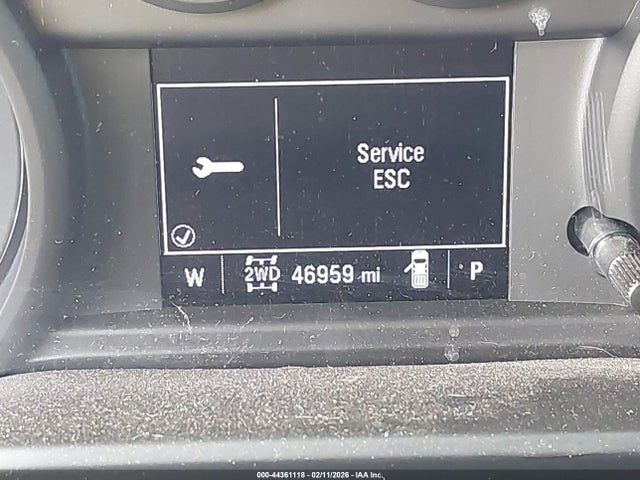 Service
ESC
W 2WD 46959 mi P
000-44361118 - 02/11/2026 - IAA Inc.